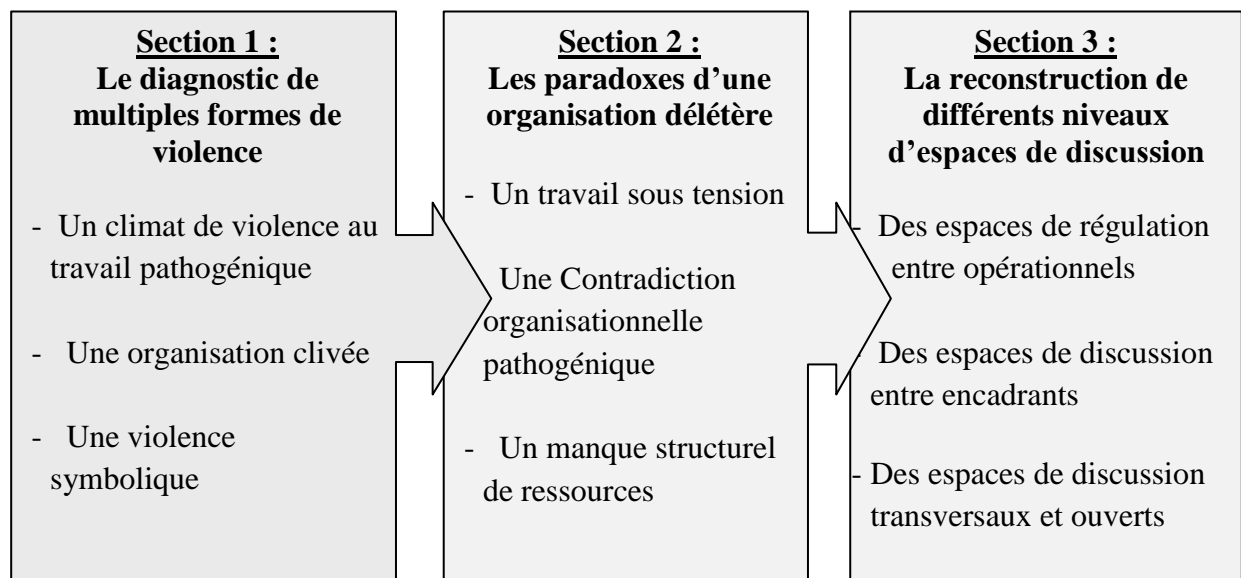 Section 1 :
Le diagnostic de
multiples formes de
violence
- Un climat de violence au
travail pathogénique
- Une organisation clivée
- Une violence
symbolique
Section 2 :
Les paradoxes d’une
organisation délétère
- Un travail sous tension
Une Contradiction
organisationnelle
pathogénique
- Un manque structurel
de ressources
Section 3 :
La reconstruction de
différents niveaux
d’espaces de discussion
- Des espaces de régulation
entre opérationnels
- Des espaces de discussion
entre encadrants
- Des espaces de discussion
transversaux et ouverts